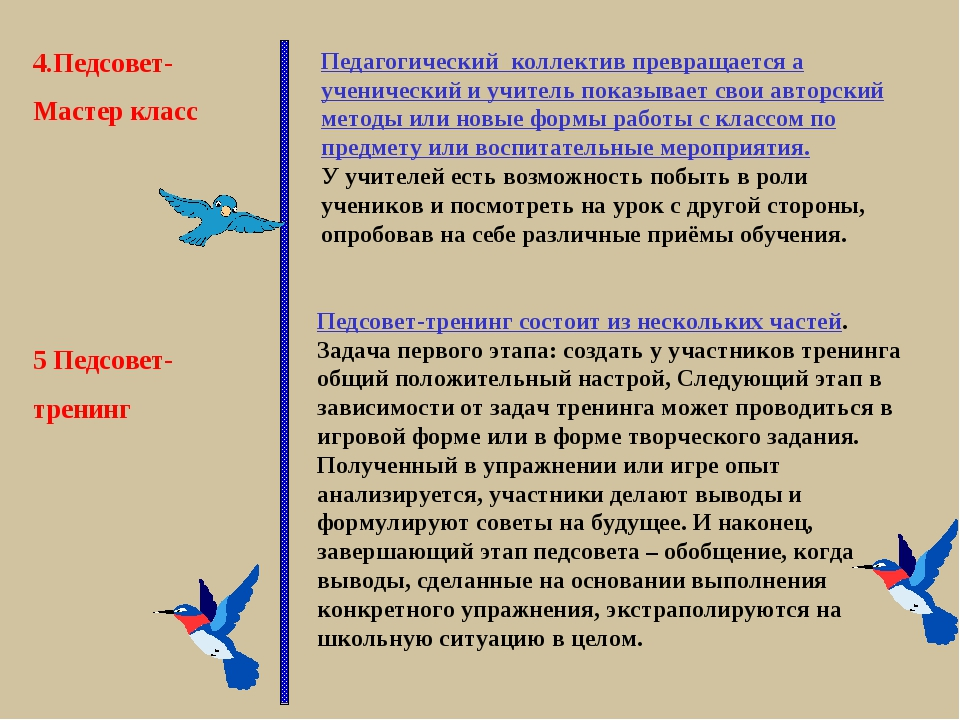 4.Педсовет-
Мастер класс
Педагогический  коллектив превращается а
ученический и учитель показывает свои авторский
методы или новые формы работы с классом по
предмету или воспитательные мероприятия.
У учителей есть возможность побыть в роли
учеников и посмотреть на урок с другой стороны,
опробовав на себе различные приёмы обучения.
5 Педсовет-
тренинг
Педсовет-тренинг состоит из нескольких частей.
Задача первого этапа: создать у участников тренинга
общий положительный настрой, Следующий этап в
зависимости от задач тренинга может проводиться в
игровой форме или в форме творческого задания.
Полученный в упражнении или игре опыт
анализируется, участники делают выводы и
формулируют советы на будущее. И наконец,
завершающий этап педсовета – обобщение, когда
выводы, сделанные на основании выполнения
конкретного упражнения, экстраполируются на
школьную ситуацию в целом.